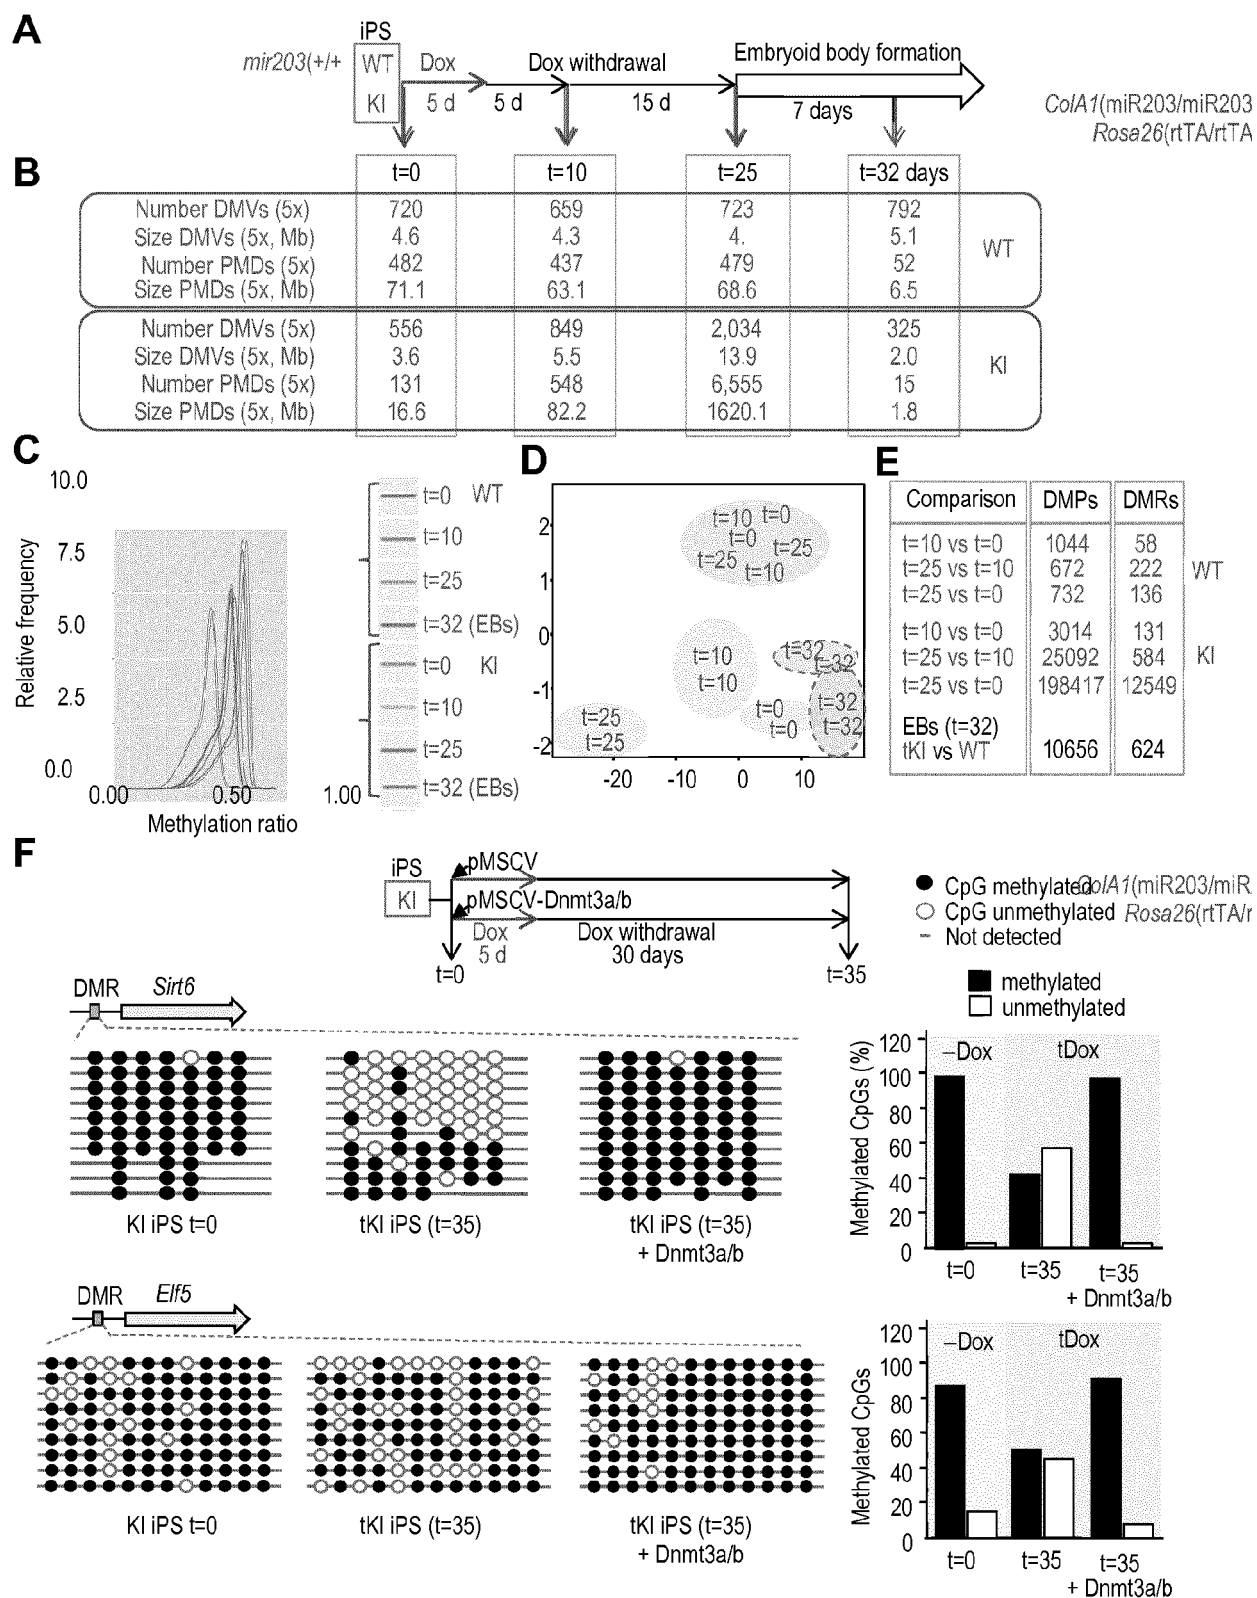 A
iPS
mir203(+/+
WT
KI
Dox
5 d
5 d
Dox withdrawal
15 d
Embryoid body formation
7 days
ColA1(miR203/miR203
Rosa26(rtTA/rtTA
B
t=0 t=10 t=25 t=32 days
Number DMVs (5x) 720 659 723 792
Size DMVs (5x, Mb) 4.6 4.3 4. 5.1
Number PMDs (5x) 482 437 479 52
Size PMDs (5x, Mb) 71.1 63.1 68.6 6.5
WT
Number DMVs (5x) 556 849 2,034 325
Size DMVs (5x, Mb) 3.6 5.5 13.9 2.0
Number PMDs (5x) 131 548 6,555 15
Size PMDs (5x, Mb) 16.6 82.2 1620.1 1.8
KI
C
10.0
7.5
5.0
2.5
0.0
Relative frequency
0.00 0.50 1.00
Methylation ratio
t=0 WT
t=10
t=25
t=32 (EBs)
t=0 KI
t=10
t=25
t=32 (EBs)
D
2
1
0
-1
-2
-20 -10 0 10
t=10 t=0
t=0
t=25 t=25
t=10
t=10
t=10
t=32
t=32
t=0
t=0
t=32
t=32
t=25
t=25
E
Comparison DMPs DMRs
t=10 vs t=0 1044 58
t=25 vs t=10 672 222
t=25 vs t=0 732 136
WT
t=10 vs t=0 3014 131
t=25 vs t=10 25092 584
t=25 vs t=0 198417 12549
KI
EBs (t=32)
tKI vs WT 10656 624
F
iPS
KI
pMSCV
pMSCV-Dnmt3a/b
Dox
5 d
Dox withdrawal
30 days
t=0
t=35
CpG methylated
CpG unmethylated
Not detected
ColA1(miR203/miR
Rosa26(rtTA/r
methylated
unmethylated
DMR Sirt6
KI iPS t=0
tKI iPS (t=35)
tKI iPS (t=35)
+ Dnmt3a/b
Methylated CpGs (%)
120
100
80
60
40
20
0
–Dox tDox
t=0 t=35 t=35
+ Dnmt3a/b
DMR Elf5
KI iPS t=0
tKI iPS (t=35)
tKI iPS (t=35)
+ Dnmt3a/b
Methylated CpGs
120
100
80
60
40
20
0
–Dox tDox
t=0 t=35 t=35
+ Dnmt3a/b